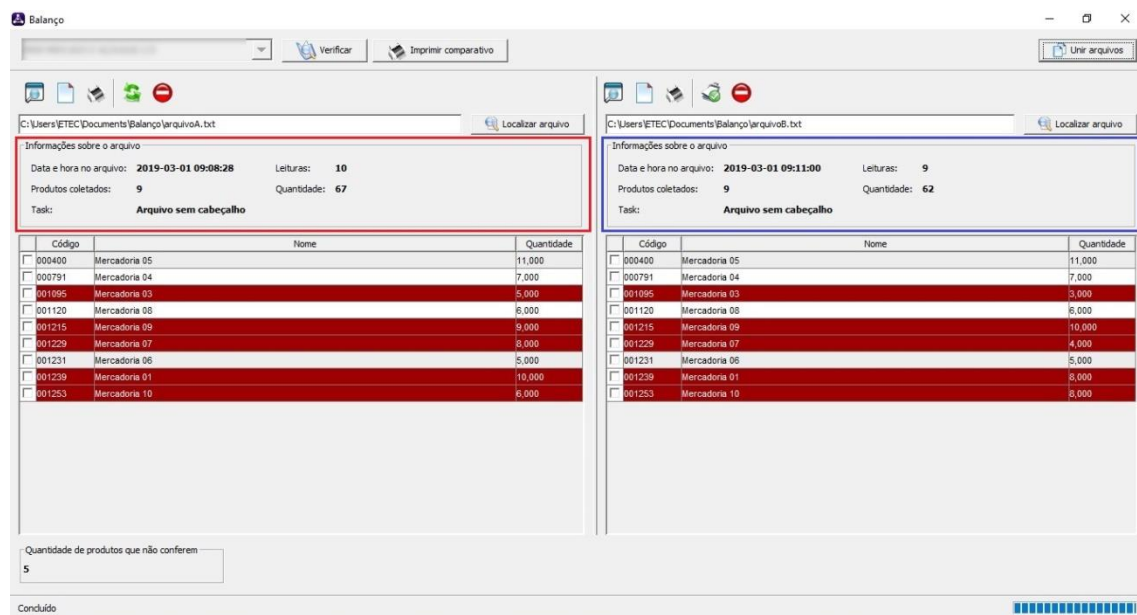 Balanço
Verificar Imprimir comparativo Unir arquivos
C:\Users\ETEC\Documents\Balanço\arquivoA.txt Localizar arquivo
Informações sobre o arquivo
Data e hora no arquivo: 2019-03-01 09:08:28 Leituras: 10
Produtos coletados: 9 Quantidade: 67
Task: Arquivo sem cabeçalho
Código Nome Quantidade
000400 Mercadoria 05 11,000
000791 Mercadoria 04 7,000
001095 Mercadoria 03 5,000
001120 Mercadoria 08 6,000
001215 Mercadoria 09 9,000
001229 Mercadoria 07 8,000
001231 Mercadoria 06 5,000
001239 Mercadoria 01 10,000
001253 Mercadoria 10 6,000
C:\Users\ETEC\Documents\Balanço\arquivoB.txt Localizar arquivo
Informações sobre o arquivo
Data e hora no arquivo: 2019-03-01 09:11:00 Leituras: 9
Produtos coletados: 9 Quantidade: 62
Task: Arquivo sem cabeçalho
Código Nome Quantidade
000400 Mercadoria 05 11,000
000791 Mercadoria 04 7,000
001095 Mercadoria 03 3,000
001120 Mercadoria 08 6,000
001215 Mercadoria 09 10,000
001229 Mercadoria 07 4,000
001231 Mercadoria 06 5,000
001239 Mercadoria 01 8,000
001253 Mercadoria 10 8,000
Quantidade de produtos que não conferem
5
Concluído